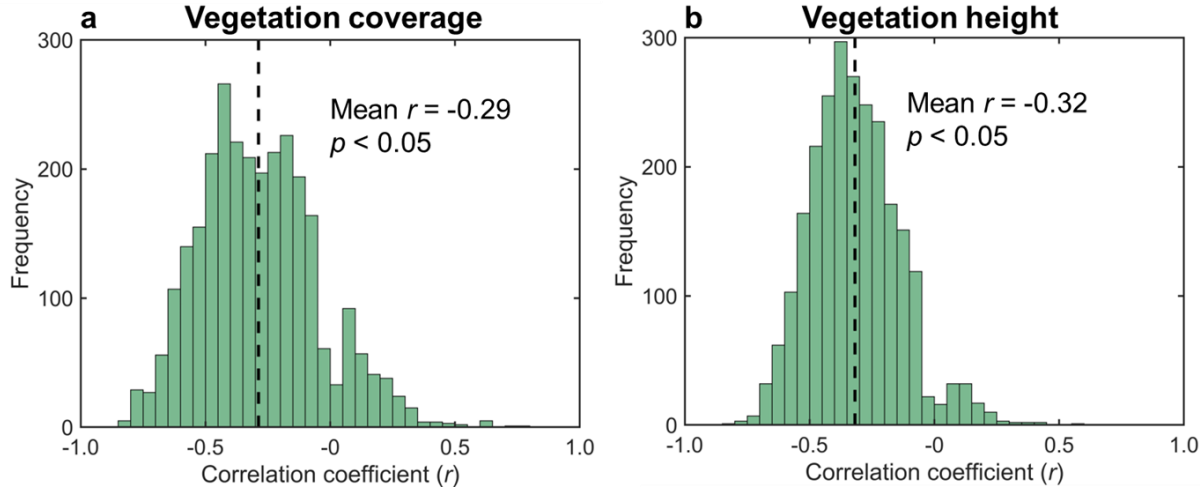 a Vegetation coverage
300
200
100
0
Frequency
Mean r = -0.29
p < 0.05
-1.0 -0.5 -0 0.5 1.0
Correlation coefficient (r)
b Vegetation height
300
200
100
0
Frequency
Mean r = -0.32
p < 0.05
-1.0 -0.5 -0 0.5 1.0
Correlation coefficient (r)